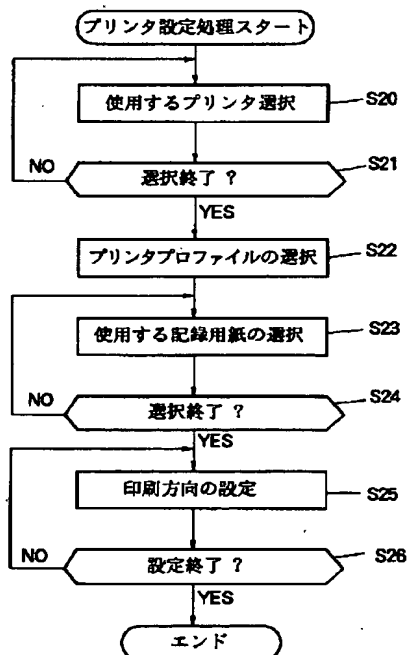 プリンタ設定処理スタート
使用するプリンタ選択
S20
選択終了 ?
S21
NO
YES
プリンタプロファイルの選択
S22
使用する記録用紙の選択
S23
選択終了 ?
S24
NO
YES
印刷方向の設定
S25
設定終了 ?
S26
NO
YES
エンド